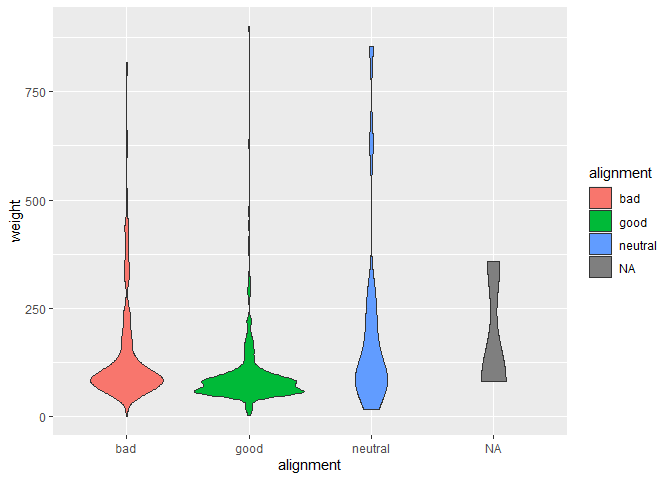 weight
750
500
250
0
bad good neutral NA
alignment
alignment
bad
good
neutral
NA